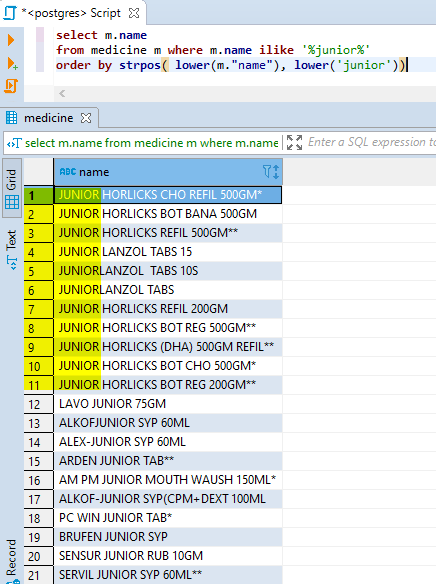 *<postgres> Script
select m.name
from medicine m where m.name ilike '%junior%'
order by strpos( lower(m."name"), lower('junior'))
medicine
select m.name from medicine m where m.name
Enter a SQL expression to
Grid
Text
Record
ABC name
1 JUNIOR HORLICKS CHO REFIL 500GM*
2 JUNIOR HORLICKS BOT BANA 500GM
3 JUNIOR HORLICKS REFIL 500GM**
4 JUNIOR LANZOL TABS 15
5 JUNIORLANZOL  TABS 10S
6 JUNIORLANZOL  TABS
7 JUNIOR HORLICKS REFIL 200GM
8 JUNIOR HORLICKS BOT REG 500GM**
9 JUNIOR HORLICKS (DHA) 500GM REFIL**
10 JUNIOR HORLICKS BOT CHO 500GM*
11 JUNIOR HORLICKS BOT REG 200GM**
12 LAVO JUNIOR 75GM
13 ALKOFJUNIOR SYP 60ML
14 ALEX-JUNIOR SYP 60ML
15 ARDEN JUNIOR TAB**
16 AM PM JUNIOR MOUTH WAUSH 150ML*
17 ALKOF-JUNIOR SYP(CPM+DEXT 100ML
18 PC WIN JUNIOR TAB*
19 BRUFEN JUNIOR SYP
20 SENSUR JUNIOR RUB 10GM
21 SERVIL JUNIOR SYP 60ML**